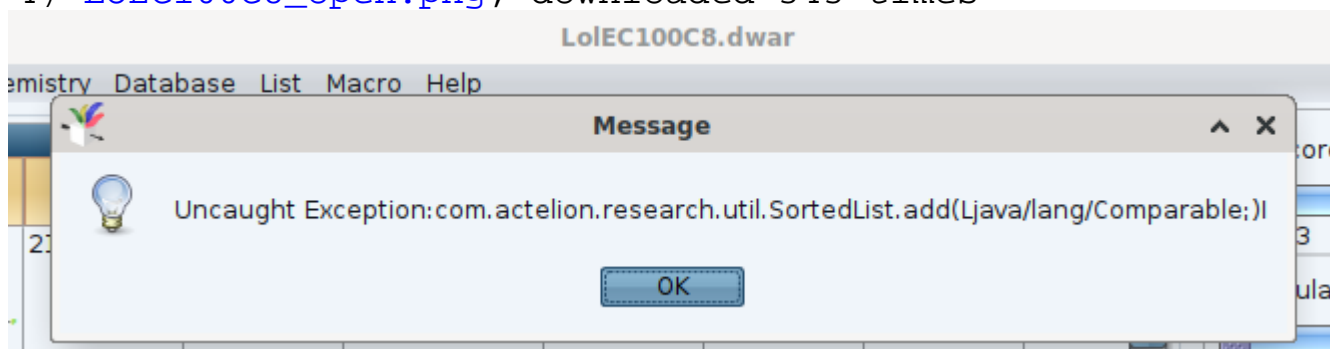 LolEC100C8.dwar
Database List Macro Help
Message
Uncaught Exception:com.actelion.research.util.SortedList.add(Ljava/lang/Comparable;)I
OK